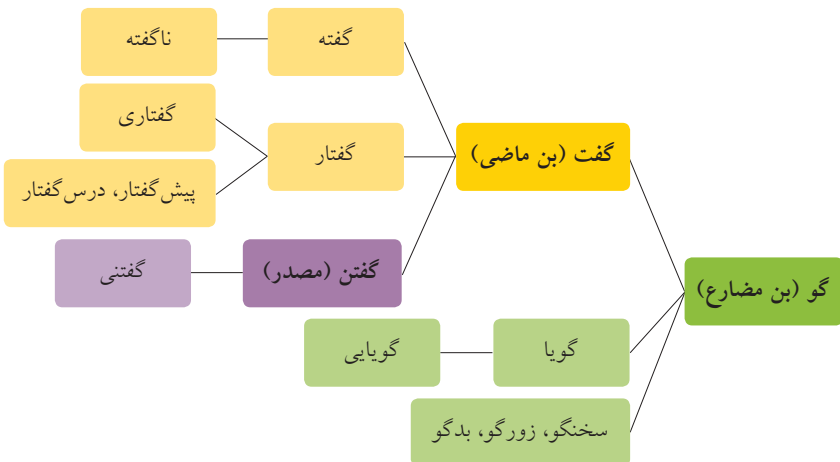 گو (بن مضارع)
گفت (بن ماضی)
گفته
ناگفته
گفتار
گفتاری
پیش‌گفتار، درس‌گفتار
گفتن (مصدر)
گفتنی
گویا
گویایی
سخنگو، زورگو، بدگو